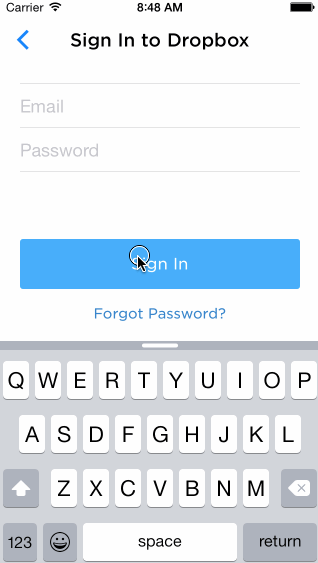 Carrier 8:48 AM
Sign In to Dropbox
Email
Password
Sign In
Forgot Password?
Q W E R T Y U I O P
A S D F G H J K L
Z X C V B N M
123 space return